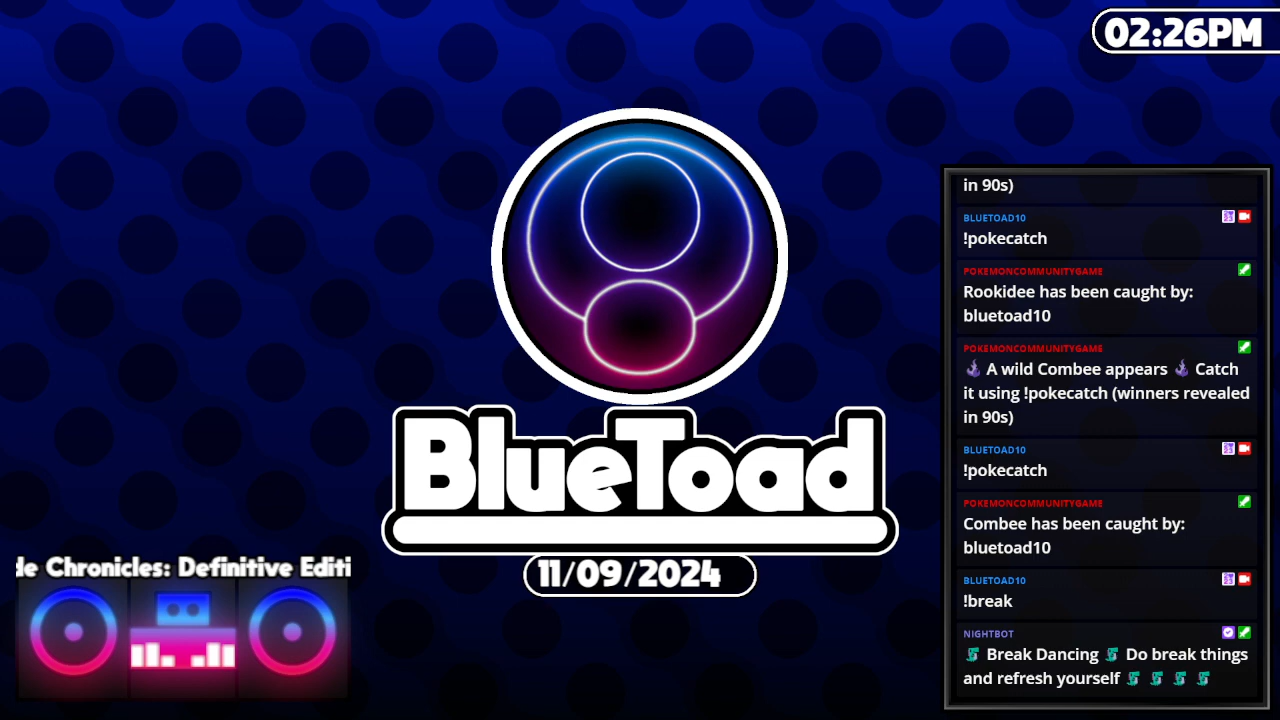 02:26PM
in 90s)
BLUETOAD10
!pokecatch
POKEMONCOMMUNITYGAME
Rookidee has been caught by:
bluetoad10
POKEMONCOMMUNITYGAME
A wild Combee appears Catch
it using !pokecatch (winners revealed
in 90s)
BLUETOAD10
!pokecatch
POKEMONCOMMUNITYGAME
Combee has been caught by:
bluetoad10
BLUETOAD10
!break
NIGHTBOT
Break Dancing Do break things
and refresh yourself
BlueToad
11/09/2024
de Chronicles: Definitive Editi